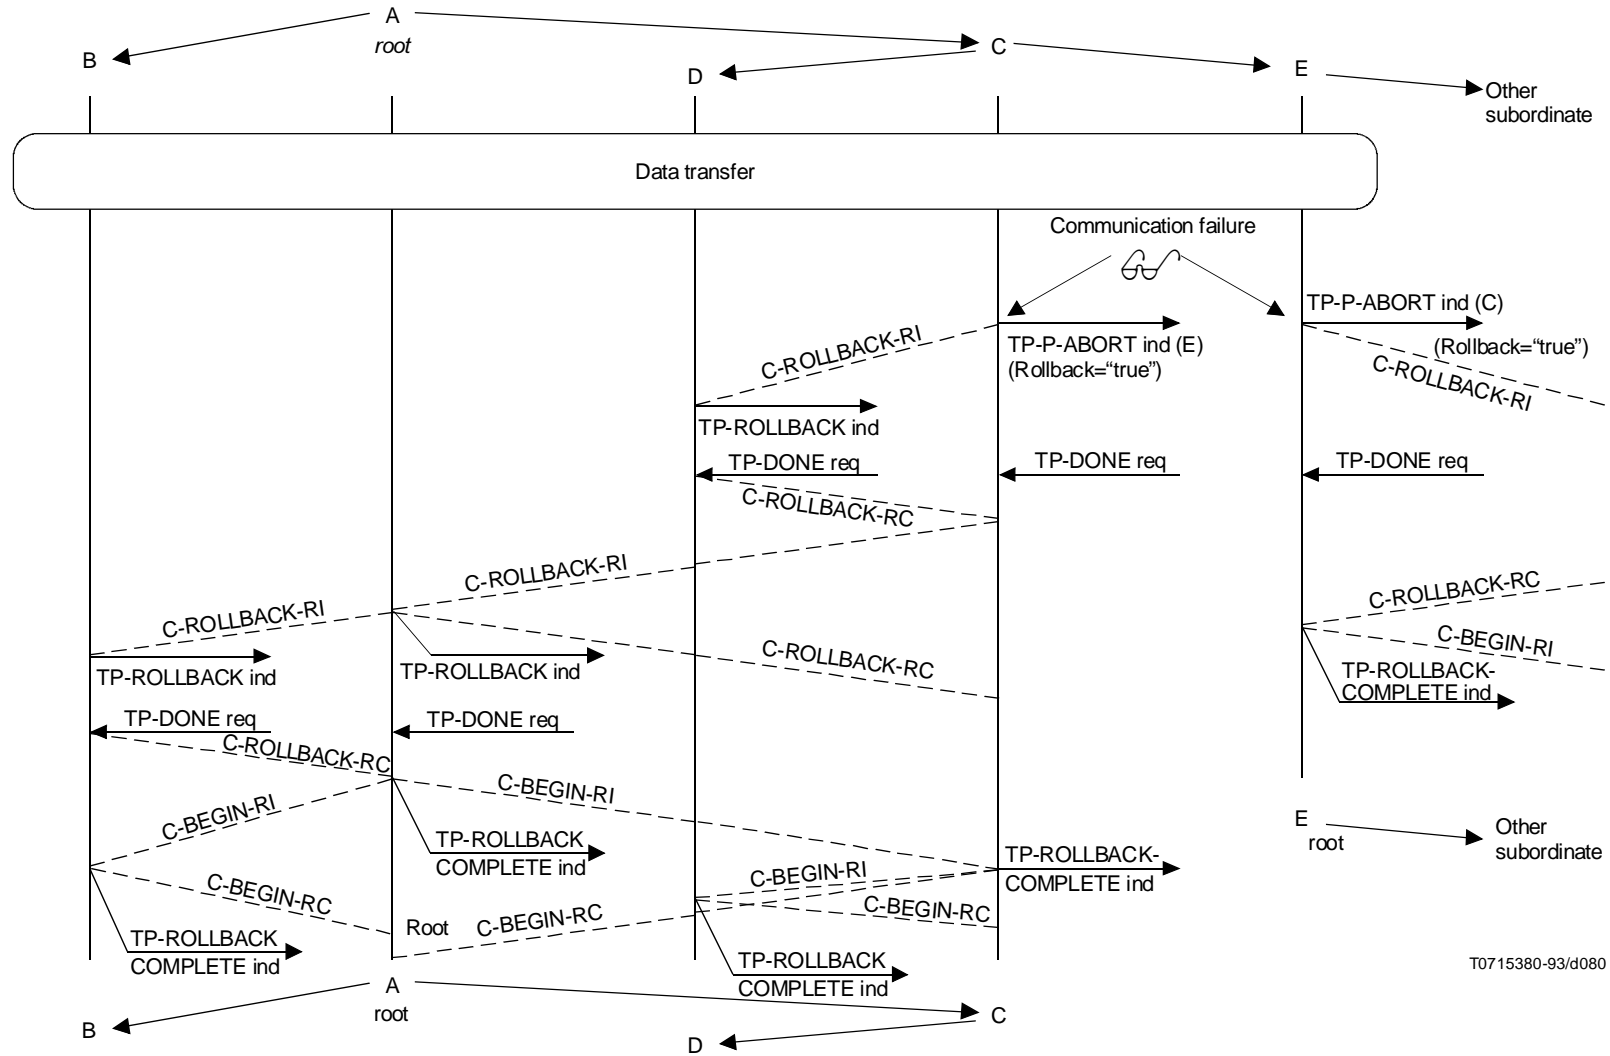 A
root
B
C
D
E
Other
subordinate
Data transfer
Communication failure
TP-P-ABORT ind (C)
(Rollback=“true”)
C-ROLLBACK-RI
C-ROLLBACK-RI
TP-P-ABORT ind (E)
(Rollback=“true”)
TP-ROLLBACK ind
TP-DONE req
TP-DONE req
TP-DONE req
C-ROLLBACK-RC
C-ROLLBACK-RI
C-ROLLBACK-RI
C-ROLLBACK-RC
C-BEGIN-RI
TP-ROLLBACK ind
TP-ROLLBACK ind
C-ROLLBACK-RC
TP-ROLLBACK-
COMPLETE ind
TP-DONE req
TP-DONE req
C-ROLLBACK-RC
C-BEGIN-RI
C-BEGIN-RI
TP-ROLLBACK
COMPLETE ind
E
root
Other
subordinate
TP-ROLLBACK-
COMPLETE ind
C-BEGIN-RI
C-BEGIN-RC
C-BEGIN-RC
Root
C-BEGIN-RC
TP-ROLLBACK
COMPLETE ind
TP-ROLLBACK
COMPLETE ind
T0715380-93/d080
A
root
B
C
D